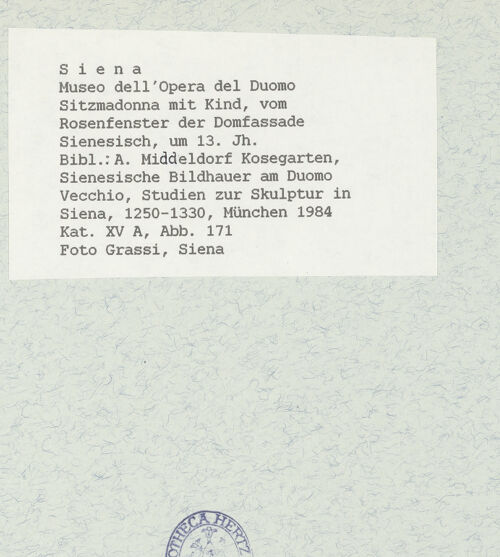 S i e n a
Museo dell'Opera del Duomo
Sitzmadonna mit Kind, vom
Rosenfenster der Domfassade
Sienesisch, um 13. Jh.
Bibl.: A. Middeldorf Kosegarten,
Sienesische Bildhauer am Duomo
Vecchio, Studien zur Skulptur in
Siena, 1250-1330, München 1984
Kat. XV A, Abb. 171
Foto Grassi, Siena